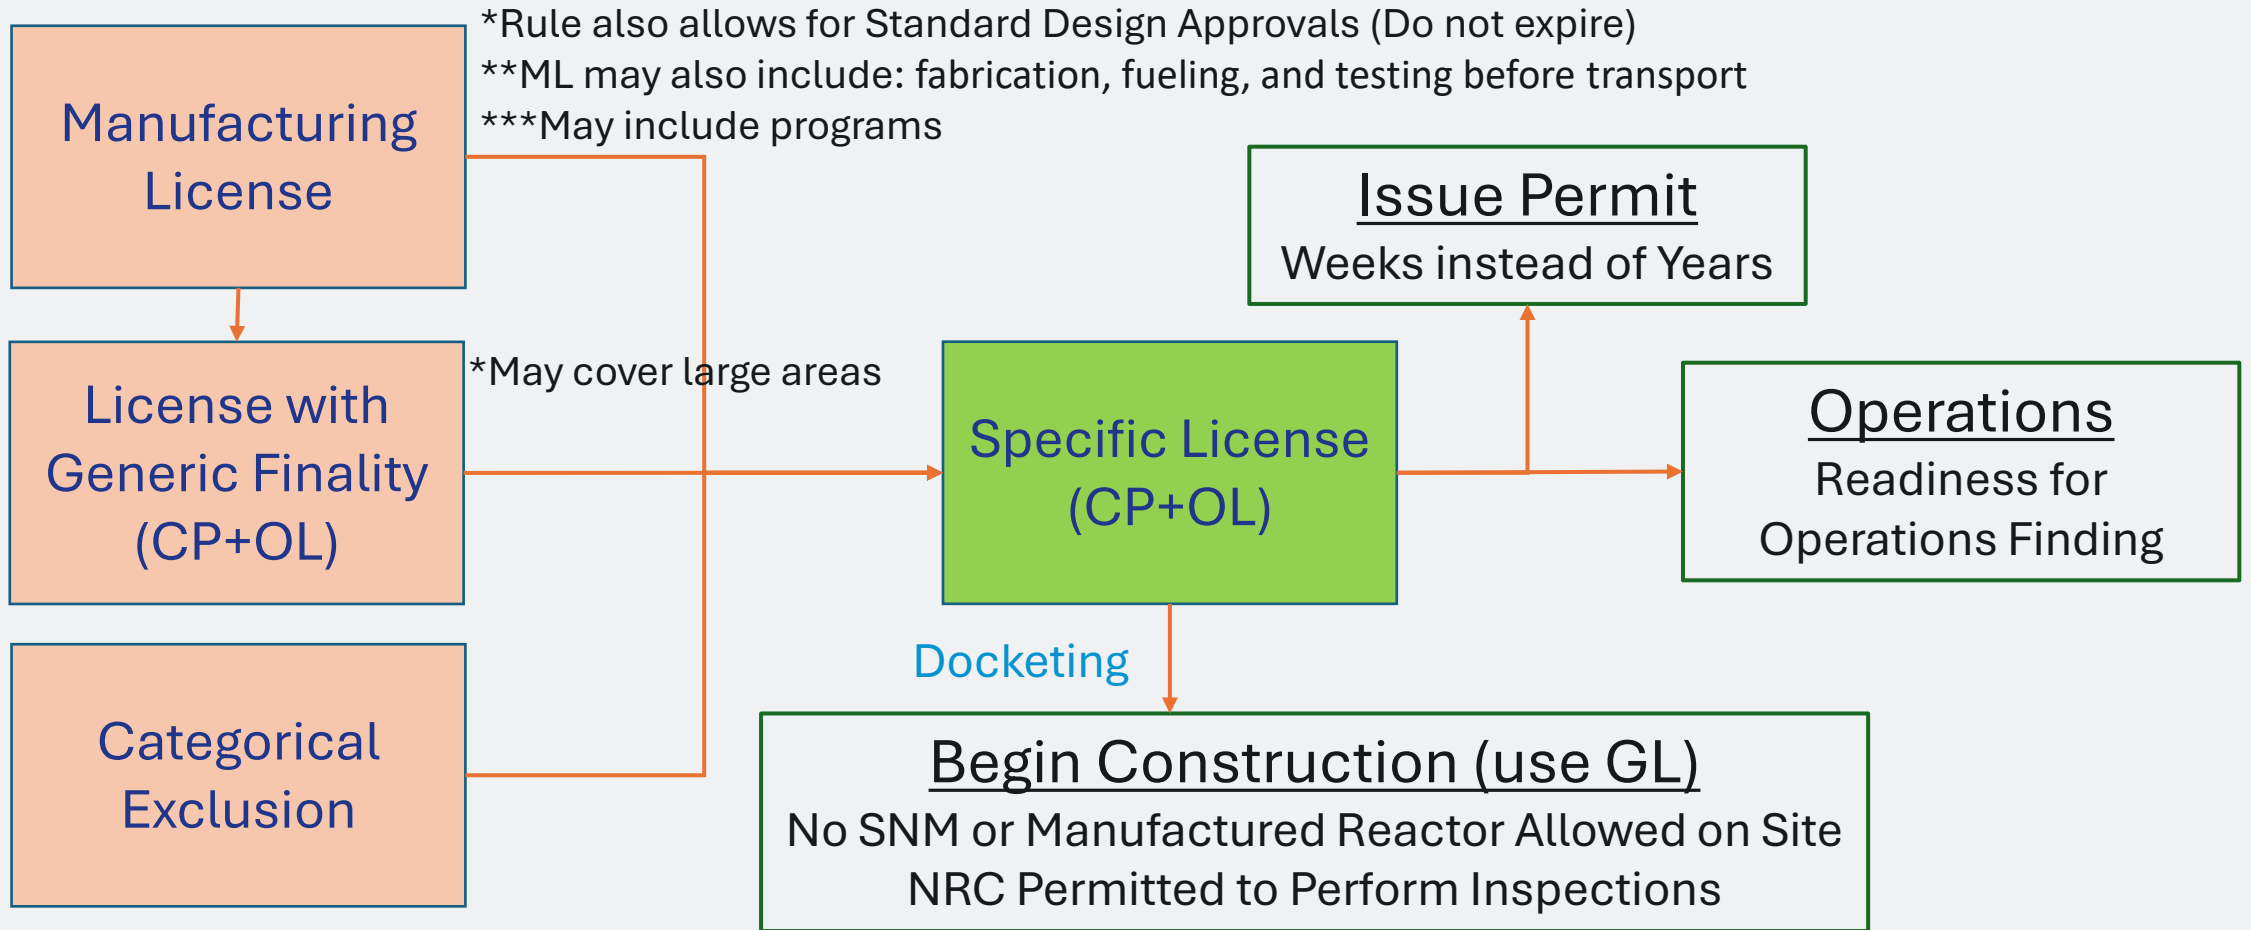 *Rule also allows for Standard Design Approvals (Do not expire)
**ML may also include: fabrication, fueling, and testing before transport
***May include programs
Manufacturing
License
Issue Permit
Weeks instead of Years
*May cover large areas
License with
Generic Finality
(CP+OL)
Specific License
(CP+OL)
Operations
Readiness for
Operations Finding
Docketing
Categorical
Exclusion
Begin Construction (use GL)
No SNM or Manufactured Reactor Allowed on Site
NRC Permitted to Perform Inspections